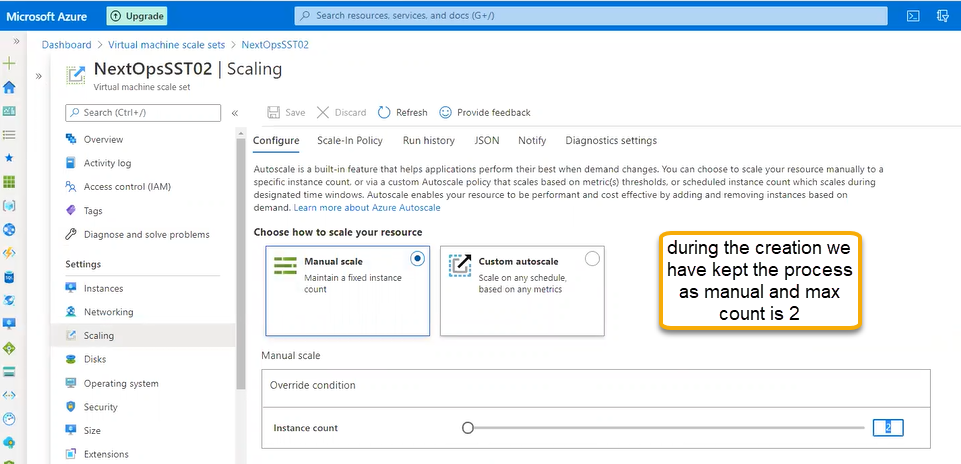 Microsoft Azure
Upgrade
Search resources, services, and docs (G+/)
Dashboard > Virtual machine scale sets > NextOpsSST02
NextOpsSST02 | Scaling
Virtual machine scale set
Search (Ctrl+/)
Overview
Activity log
Access control (IAM)
Tags
Diagnose and solve problems
Settings
Instances
Networking
Scaling
Disks
Operating system
Security
Size
Extensions
Save
Discard
Refresh
Provide feedback
Configure
Scale-In Policy
Run history
JSON
Notify
Diagnostics settings
Autoscale is a built-in feature that helps applications perform their best when demand changes. You can choose to scale your resource manually to a
specific instance count, or via a custom Autoscale policy that scales based on metric(s) thresholds, or scheduled instance count which scales during
designated time windows. Autoscale enables your resource to be performant and cost effective by adding and removing instances based on
demand. Learn more about Azure Autoscale
Choose how to scale your resource
Manual scale
Maintain a fixed instance
count
Custom autoscale
Scale on any schedule,
based on any metrics
during the creation we
have kept the process
as manual and max
count is 2
Manual scale
Override condition
Instance count
2